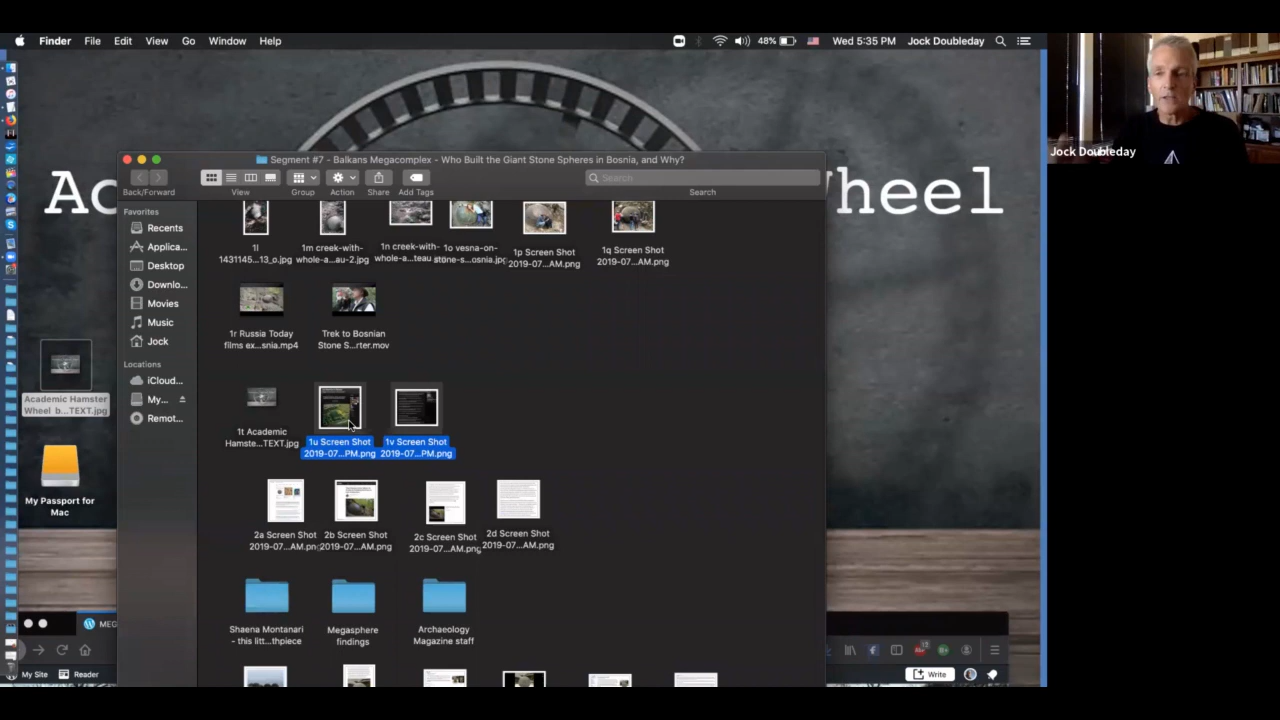 Finder File Edit View Go Window Help 48% Wed 5:35 PM Jock Doubleday
Jock Doubleday
Segment #7 - Balkans Megacomplex - Who Built the Giant Stone Spheres in Bosnia, and Why?
Search
Back/Forward View Group Action Share Add Tags Search
Ac heel
Favorites
Recents
Applica...
Desktop
Downlo...
Movies
Music
Jock
Locations
iCloud...
My...
Remot...
1l
1431145...13_o.jpg
1m creek-with-
whole-a...au-2.jpg
1n creek-with-
whole-a...teau
1o vesna-on-
stone-s...osnia.jpg
1p Screen Shot
2019-07...AM.png
1q Screen Shot
2019-07...AM.png
1r Russia Today
films ex...snia.mp4
Trek to Bosnian
Stone S...rter.mov
1t Academic
Hamste...TEXT.jpg
1u Screen Shot
2019-07...PM.png
1v Screen Shot
2019-07...PM.png
2a Screen Shot
2019-07...AM.png
2b Screen Shot
2019-07...AM.png
2c Screen Shot
2019-07...AM.png
2d Screen Shot
2019-07...AM.png
Shaena Montanari
- this litt...thpiece
Megasphere
findings
Archaeology
Magazine staff
Academic Hamster
Wheel b...TEXT.jpg
My Passport for
Mac
MEG
My Site Reader Write